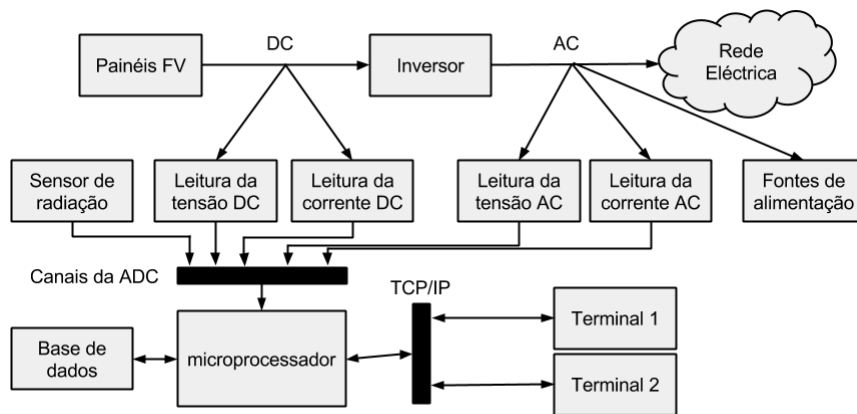 DC
AC
Painéis FV
Inversor
Rede
Eléctrica
Sensor de
radiação
Leitura da
tensão DC
Leitura da
corrente DC
Leitura da
tensão AC
Leitura da
corrente AC
Fontes de
alimentação
Canais da ADC
TCP/IP
Base de
dados
microprocessador
Terminal 1
Terminal 2